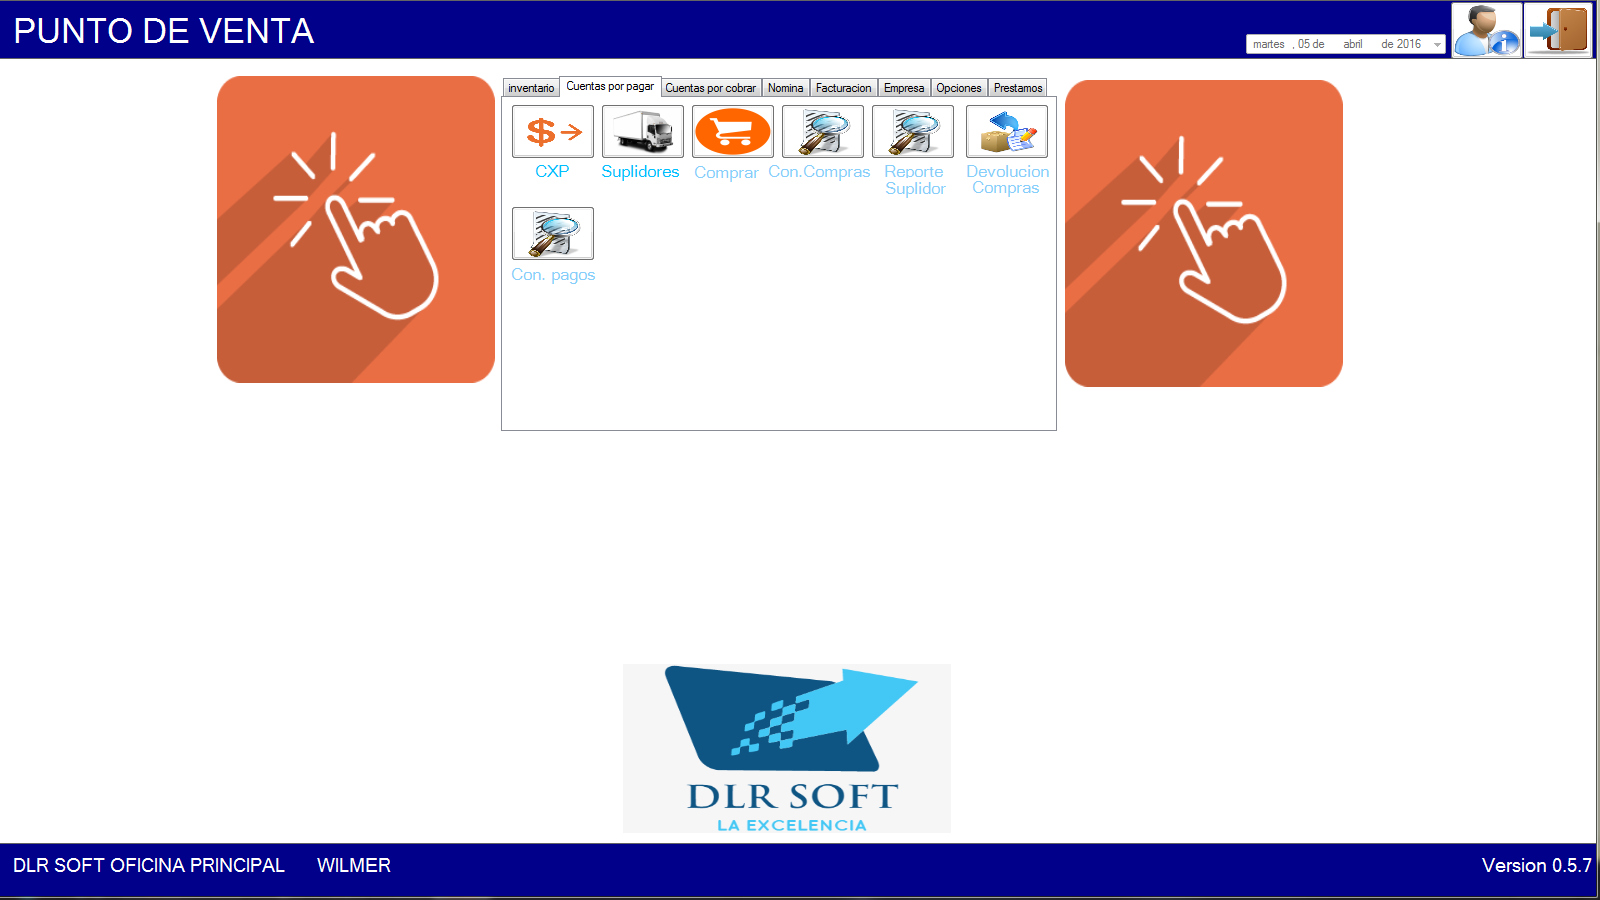 PUNTO DE VENTA
martes , 05 de abril de 2016
inventario Cuentas por pagar Cuentas por cobrar Nomina Facturacion Empresa Opciones Prestamos
CXP Suplidores Comprar Con.Compras Reporte Suplidor Devolucion Compras
Con. pagos
DLR SOFT
LA EXCELENCIA
DLR SOFT OFICINA PRINCIPAL WILMER Version 0.5.7